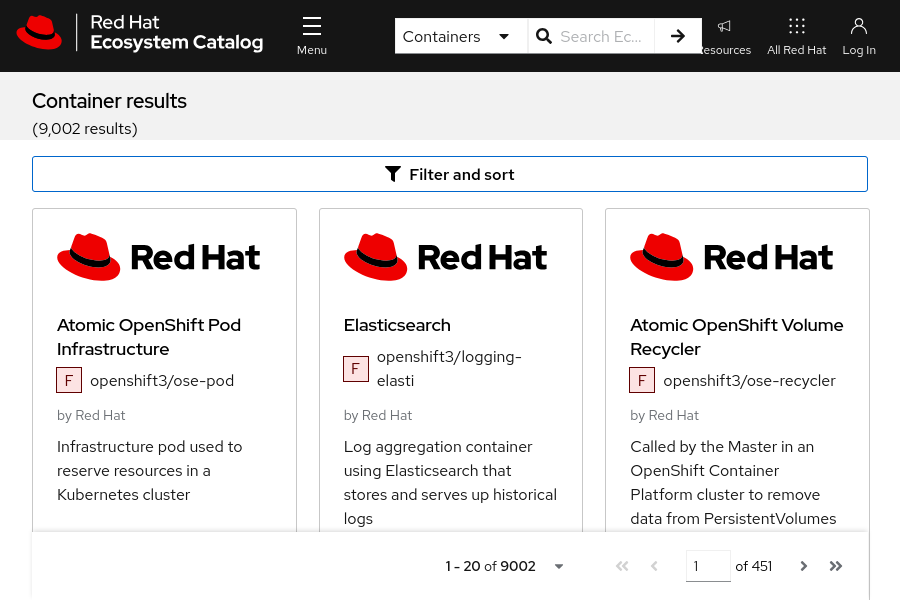 Red Hat
Ecosystem Catalog
Menu
Containers
Search Ec...
Resources
All Red Hat
Log In
Container results
(9,002 results)
Filter and sort
Red Hat
Atomic OpenShift Pod
Infrastructure
F openshift3/ose-pod
by Red Hat
Infrastructure pod used to
reserve resources in a
Kubernetes cluster
Red Hat
Elasticsearch
F openshift3/logging-
elasti
by Red Hat
Log aggregation container
using Elasticsearch that
stores and serves up historical
logs
Red Hat
Atomic OpenShift Volume
Recycler
F openshift3/ose-recycler
by Red Hat
Called by the Master in an
OpenShift Container
Platform cluster to remove
data from PersistentVolumes
1 - 20 of 9002
1 of 451